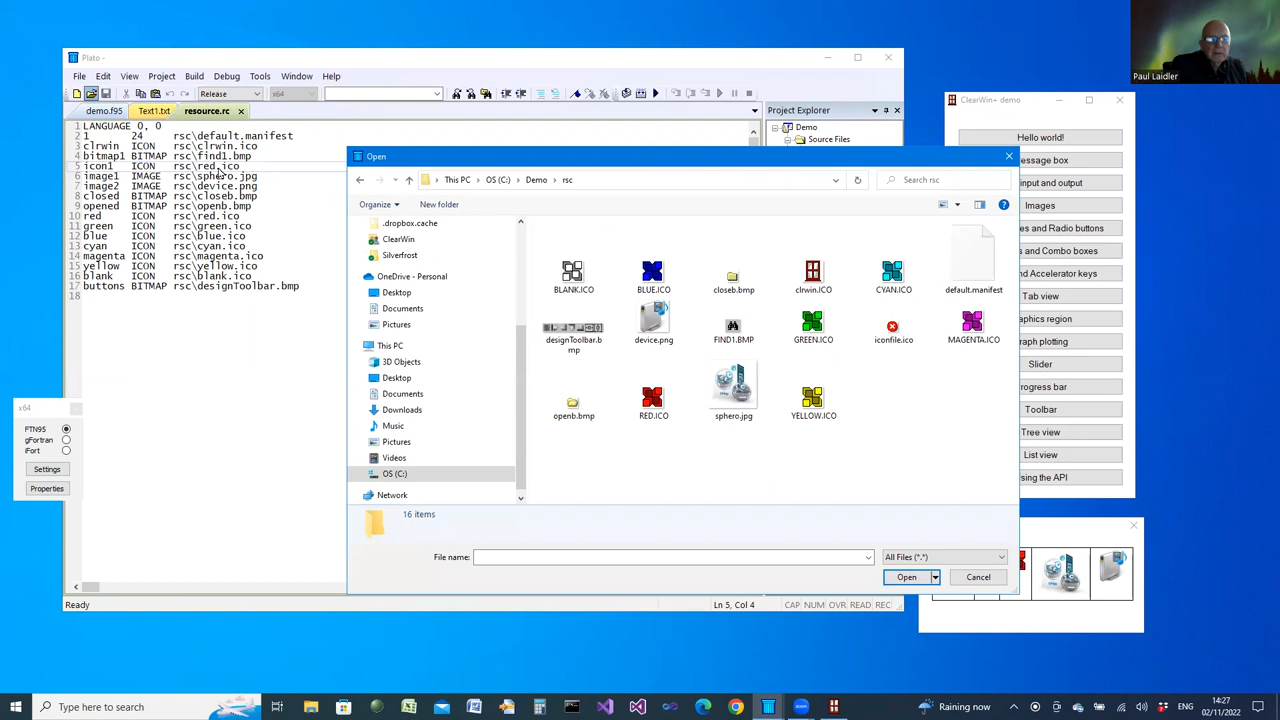 Paul Laidler
Plato -
File Edit View Project Build Debug Tools Window Help
Release x64
demo.f95 Text1.txt resource.rc
1 LANGUAGE 0, 0
2 1 24 rsc\default.manifest
3 clrwin ICON rsc\clrwin.ico
4 bitmap1 BITMAP rsc\find1.bmp
5 icon1 ICON rsc\red.ico
6 image1 IMAGE rsc\sphero.jpg
7 image2 IMAGE rsc\device.png
8 closed BITMAP rsc\closeb.bmp
9 opened BITMAP rsc\openb.bmp
10 red ICON rsc\red.ico
11 green ICON rsc\green.ico
12 blue ICON rsc\blue.ico
13 cyan ICON rsc\cyan.ico
14 magenta ICON rsc\magenta.ico
15 yellow ICON rsc\yellow.ico
16 blank ICON rsc\blank.ico
17 buttons BITMAP rsc\designToolbar.bmp
18
Project Explorer
Demo
Source Files
Ready Ln 5, Col 4 CAP NUM OVR READ REC
x64
FTN95
gFortran
iFort
Settings
Properties
Open
This PC > OS (C:) > Demo > rsc
Search rsc
Organize New folder
.dropbox.cache
ClearWin
Silverfrost
OneDrive - Personal
Desktop
Documents
Pictures
This PC
3D Objects
Desktop
Documents
Downloads
Music
Pictures
Videos
OS (C:)
Network
BLANK.ICO BLUE.ICO closeb.bmp clrwin.ICO CYAN.ICO default.manifest
designToolbar.b
mp
device.png FIND1.BMP GREEN.ICO iconfile.ico MAGENTA.ICO
openb.bmp RED.ICO sphero.jpg YELLOW.ICO
16 items
File name: All Files (*.*)
Open Cancel
ClearWin+ demo
Hello world!
essage box
input and output
Images
es and Radio buttons
s and Combo boxes
and Accelerator keys
Tab view
aphics region
raph plotting
Slider
rogress bar
Toolbar
Tree view
List view
sing the API
Type here to search
Raining now
ENG
14:27
02/11/2022